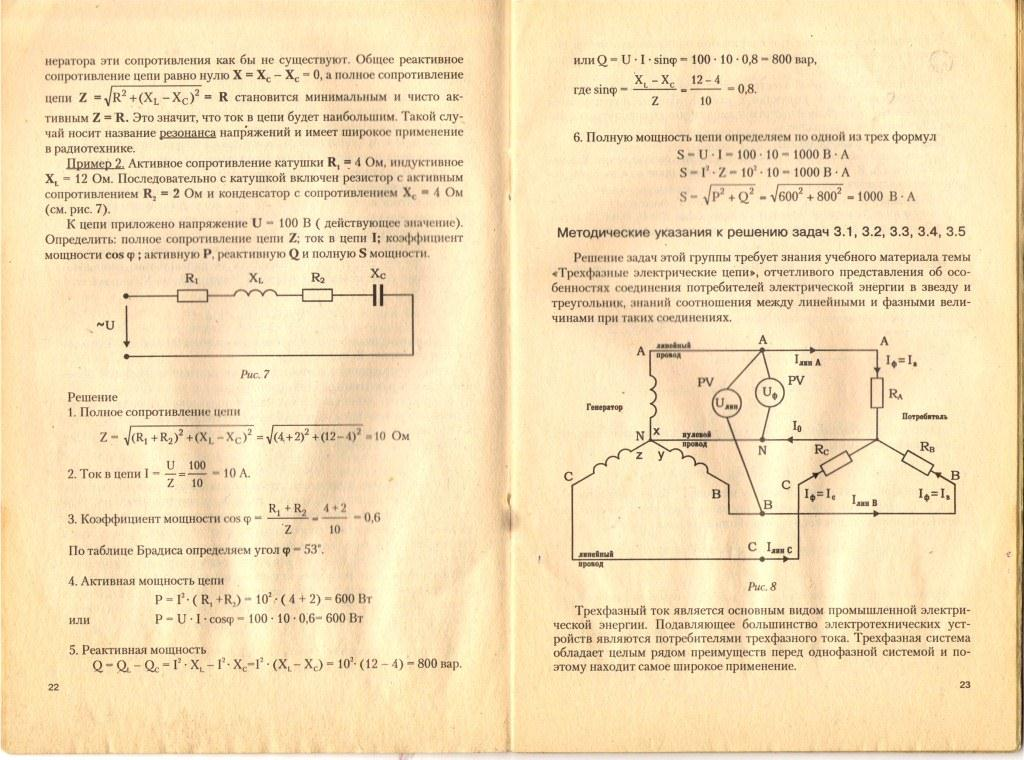 нератора эти сопротивления как бы не существуют. Общее реактивное
сопротивление цепи равно нулю X = X_C − X_C = 0, а полное сопротивление
цепи Z = √(R² + (X_L − X_C)²) = R становится минимальным и чисто ак-
тивным Z = R. Это значит, что ток в цепи будет наибольшим. Такой слу-
чай носит название резонанса напряжений и имеет широкое применение
в радиотехнике.
Пример 2. Активное сопротивление катушки R₁ = 4 Ом, индуктивное
X_L = 12 Ом. Последовательно с катушкой включен резистор с активным
сопротивлением R₂ = 2 Ом и конденсатор с сопротивлением X_C = 4 Ом
(см. рис. 7).
К цепи приложено напряжение U = 100 В ( действующее значение).
Определить: полное сопротивление цепи Z; ток в цепи I; коэффициент
мощности cos φ ; активную P, реактивную Q и полную S мощности.
R₁ X_L R₂ X_C
~U
Рис. 7
Решение
1. Полное сопротивление цепи
Z = √((R₁ + R₂)² + (X_L − X_C)²) = √((4+2)² + (12−4)²) = 10 Ом
2. Ток в цепи I = U/Z = 100/10 = 10 А.
3. Коэффициент мощности cos φ = (R₁ + R₂)/Z = (4 + 2)/10 = 0,6
По таблице Брадиса определяем угол φ = 53°.
4. Активная мощность цепи
P = I² · ( R₁ +R₂) = 10² · ( 4 + 2) = 600 Вт
или P = U · I · cosφ = 100 · 10 · 0,6= 600 Вт
5. Реактивная мощность
Q = Q_L − Q_C = I² · X_L − I² · X_C=I² · (X_L − X_C) = 10² · (12 − 4) = 800 вар.
22
или Q = U · I · sinφ = 100 · 10 · 0,8 = 800 вар,
где sinφ = (X_L − X_C)/Z = (12 − 4)/10 = 0,8.
6. Полную мощность цепи определяем по одной из трех формул
S = U · I = 100 · 10 = 1000 В · А
S = I² · Z = 10² · 10 = 1000 В · А
S = √(P² + Q²) = √(600² + 800²) = 1000 В · А
Методические указания к решению задач 3.1, 3.2, 3.3, 3.4, 3.5
Решение задач этой группы требует знания учебного материала темы
«Трехфазные электрические цепи», отчетливого представления об осо-
бенностях соединения потребителей электрической энергии в звезду и
треугольник, знаний соотношения между линейными и фазными вели-
чинами при таких соединениях.
A линейный провод A I_лин A A
I_ф=I_а
PV U_лин U_ф PV
R_A
Генератор
Потребитель
N x нулевой провод N I_0
z y
R_C R_B
C B C B
I_ф=I_с I_лин B I_ф=I_в
B
линейный провод C I_лин C
Рис. 8
Трехфазный ток является основным видом промышленной электри-
ческой энергии. Подавляющее большинство электротехнических уст-
ройств являются потребителями трехфазного тока. Трехфазная система
обладает целым рядом преимуществ перед однофазной системой и по-
этому находит самое широкое применение.
23